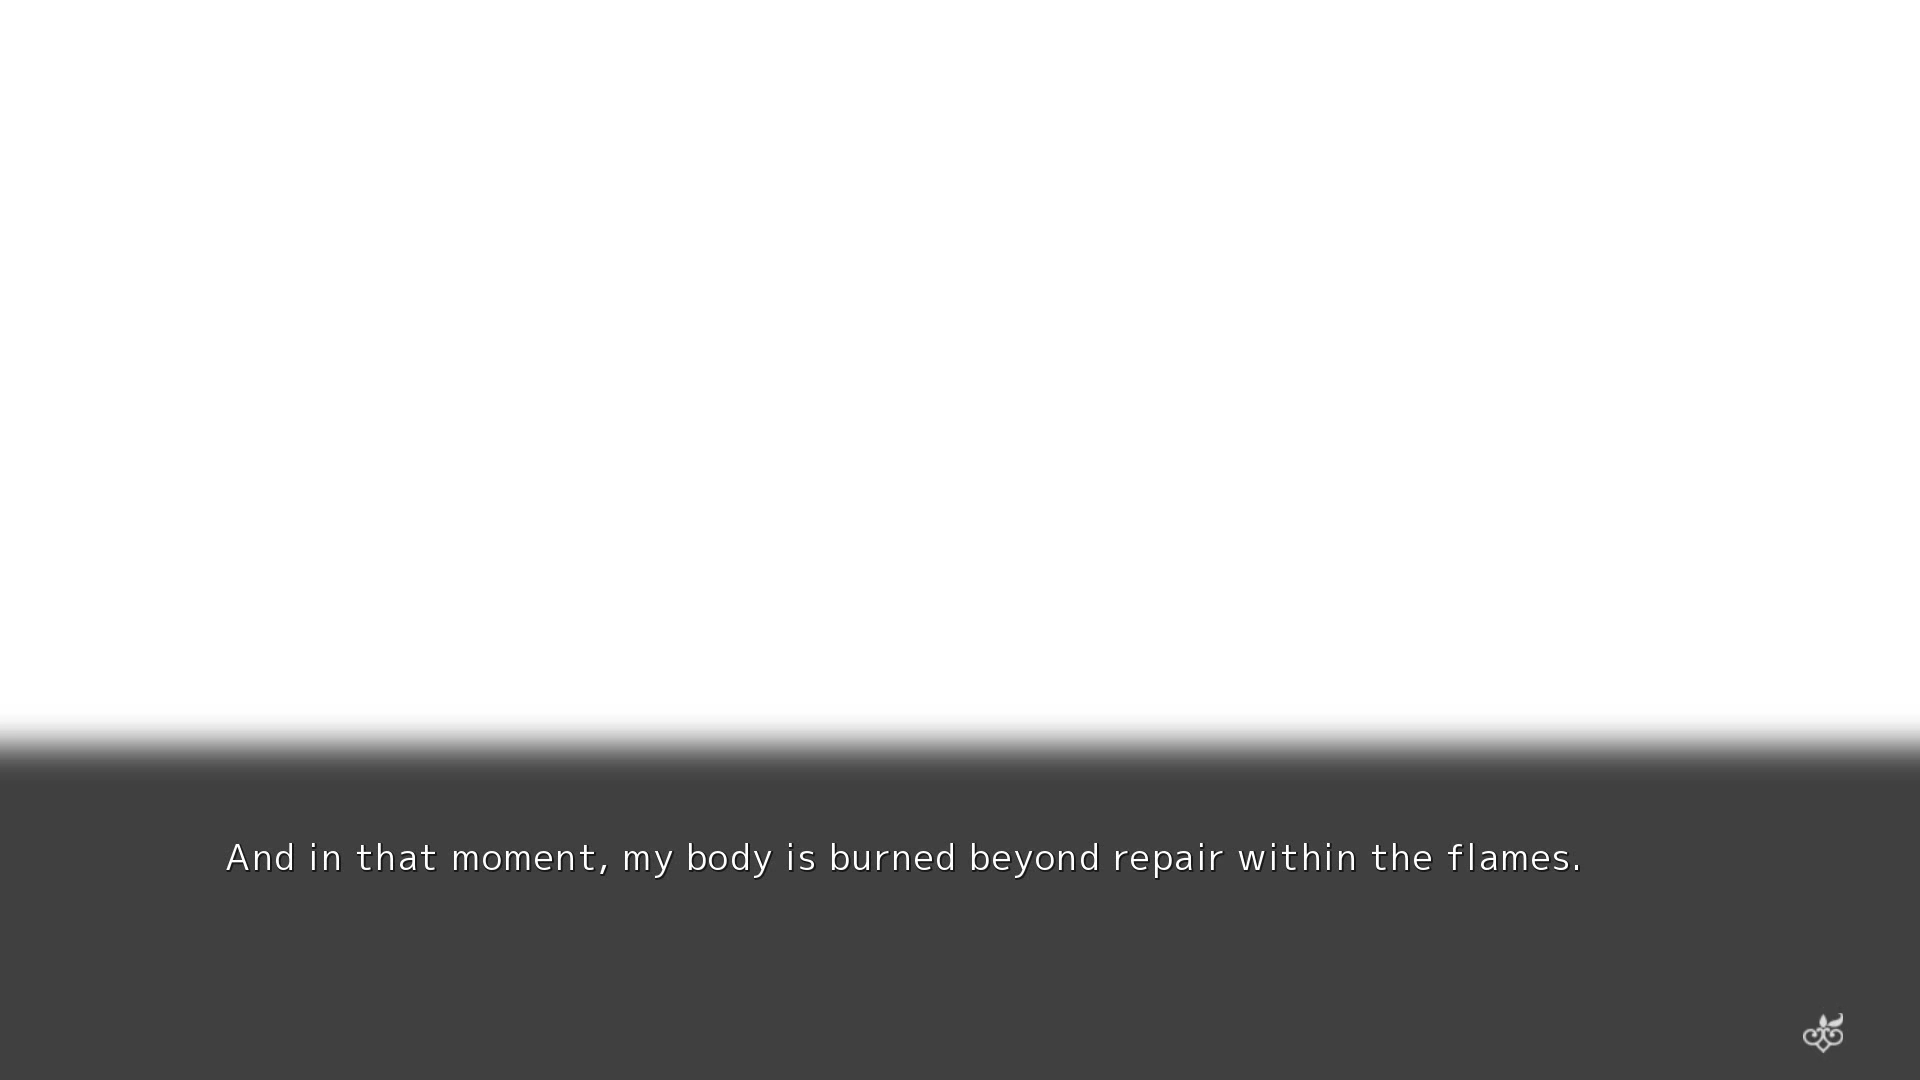 And in that moment, my body is burned beyond repair within the flames.